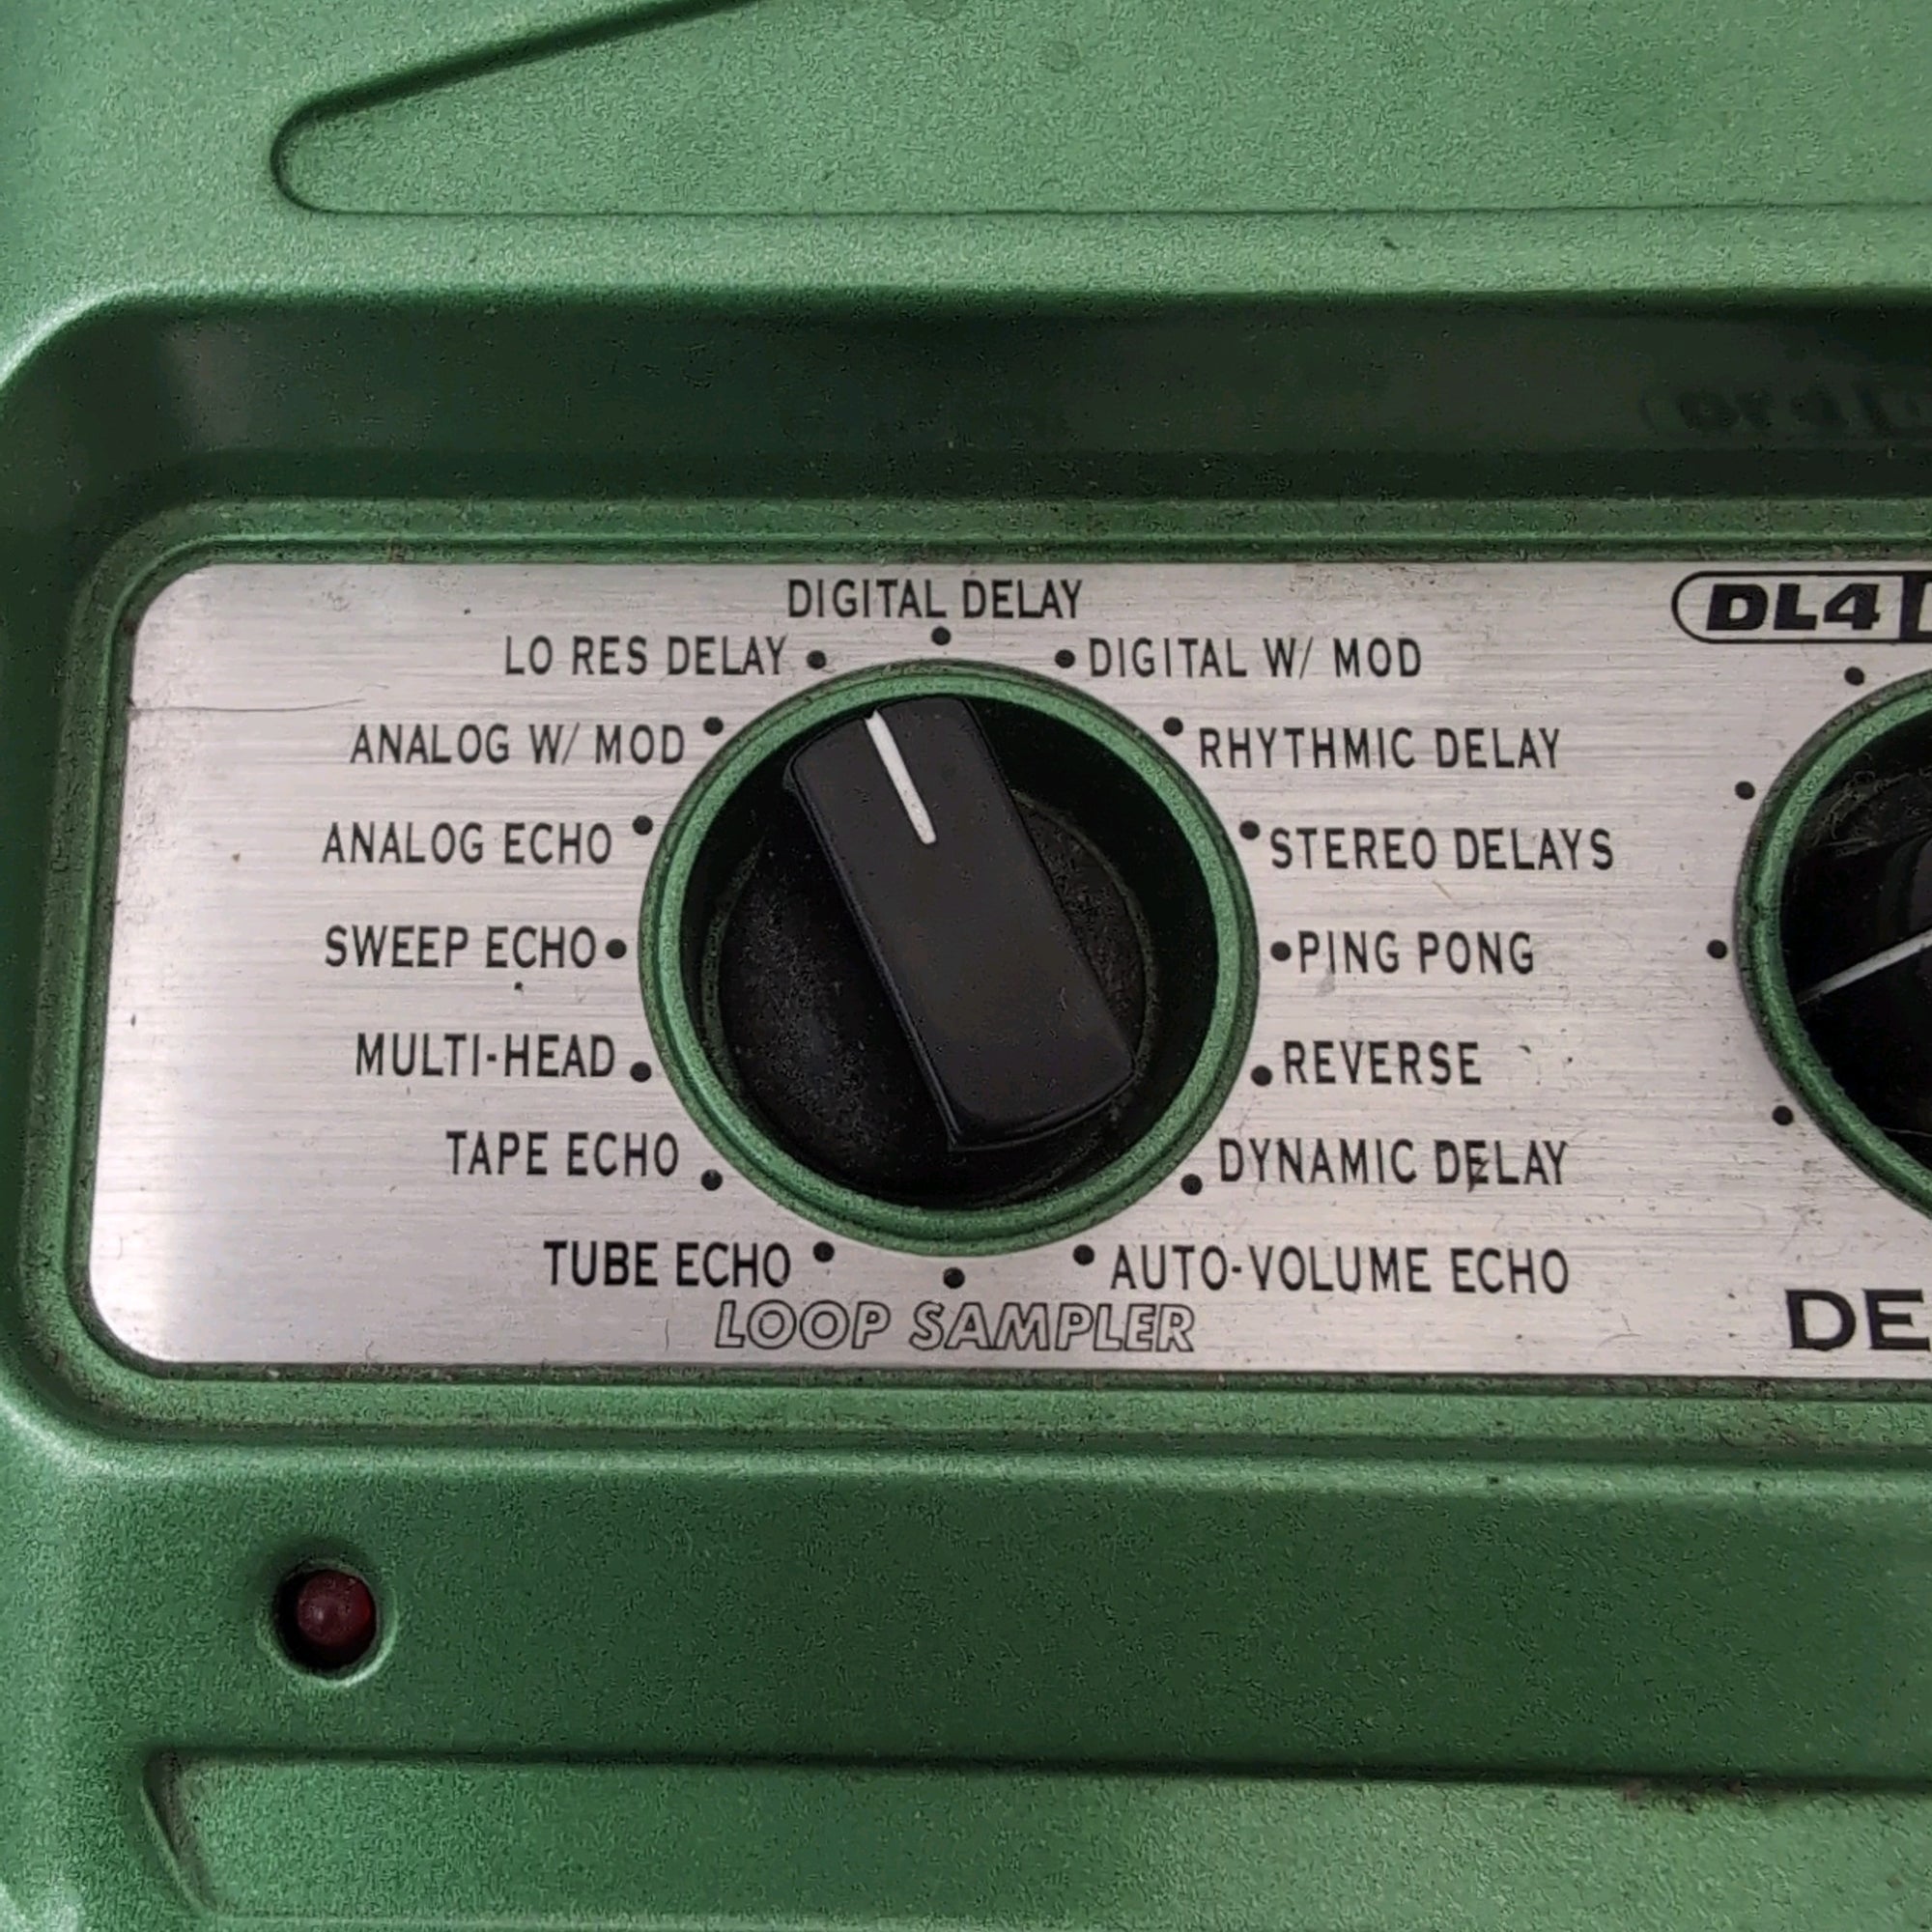 DIGITAL DELAY
LO RES DELAY
DIGITAL W/ MOD
ANALOG W/ MOD
RHYTHMIC DELAY
ANALOG ECHO
STEREO DELAYS
SWEEP ECHO
PING PONG
MULTI-HEAD
REVERSE
TAPE ECHO
DYNAMIC DELAY
TUBE ECHO
AUTO-VOLUME ECHO
LOOP SAMPLER
DL4